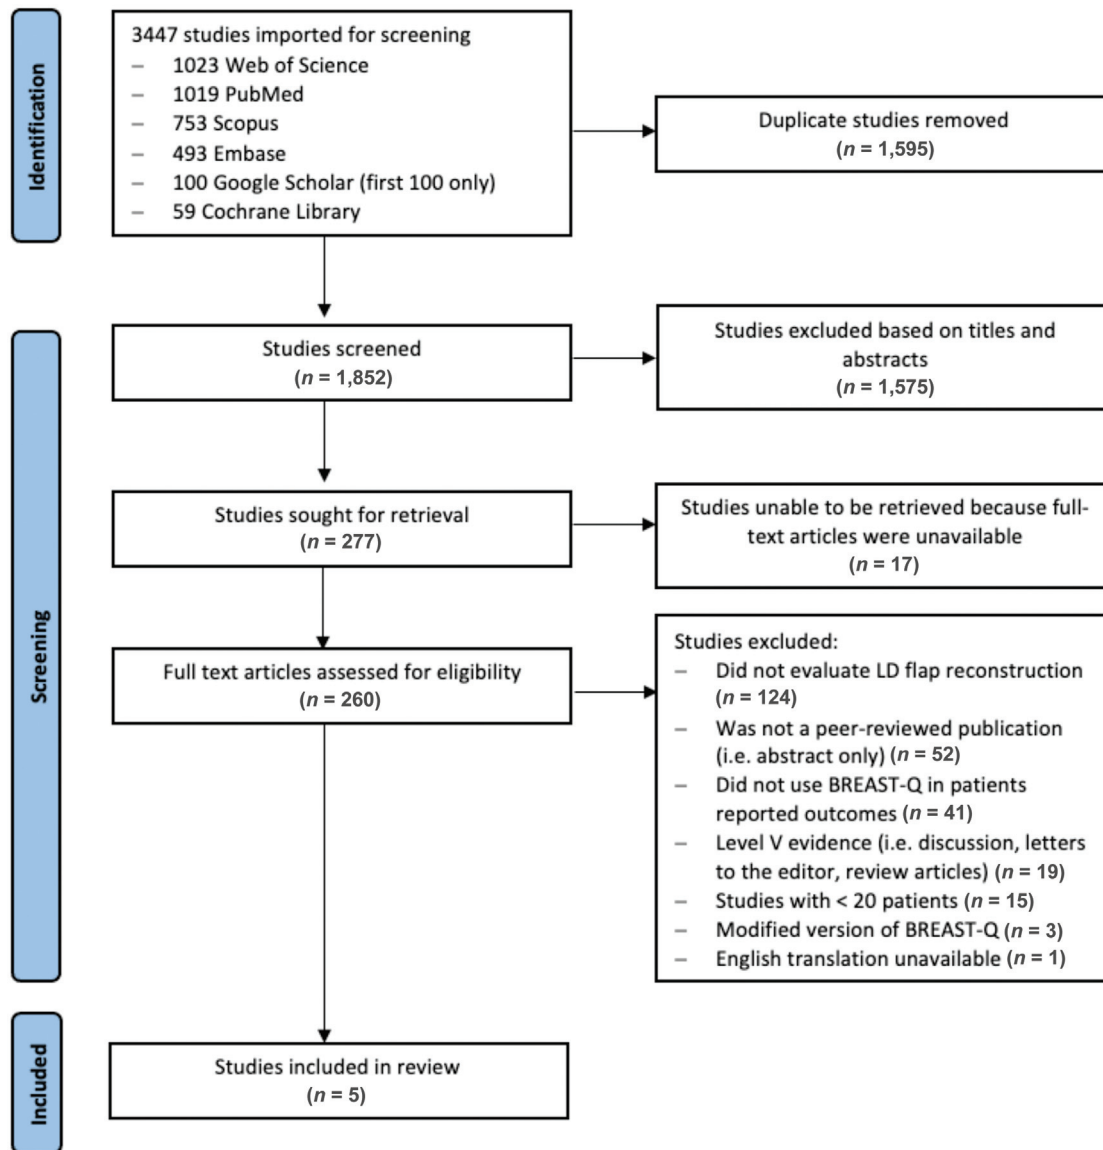 Identification
3447 studies imported for screening
– 1023 Web of Science
– 1019 PubMed
– 753 Scopus
– 493 Embase
– 100 Google Scholar (first 100 only)
– 59 Cochrane Library
Duplicate studies removed
(n = 1,595)
Screening
Studies screened
(n = 1,852)
Studies excluded based on titles and
abstracts
(n = 1,575)
Studies sought for retrieval
(n = 277)
Studies unable to be retrieved because full-
text articles were unavailable
(n = 17)
Full text articles assessed for eligibility
(n = 260)
Studies excluded:
– Did not evaluate LD flap reconstruction
(n = 124)
– Was not a peer-reviewed publication
(i.e. abstract only) (n = 52)
– Did not use BREAST-Q in patients
reported outcomes (n = 41)
– Level V evidence (i.e. discussion, letters
to the editor, review articles) (n = 19)
– Studies with < 20 patients (n = 15)
– Modified version of BREAST-Q (n = 3)
– English translation unavailable (n = 1)
Included
Studies included in review
(n = 5)